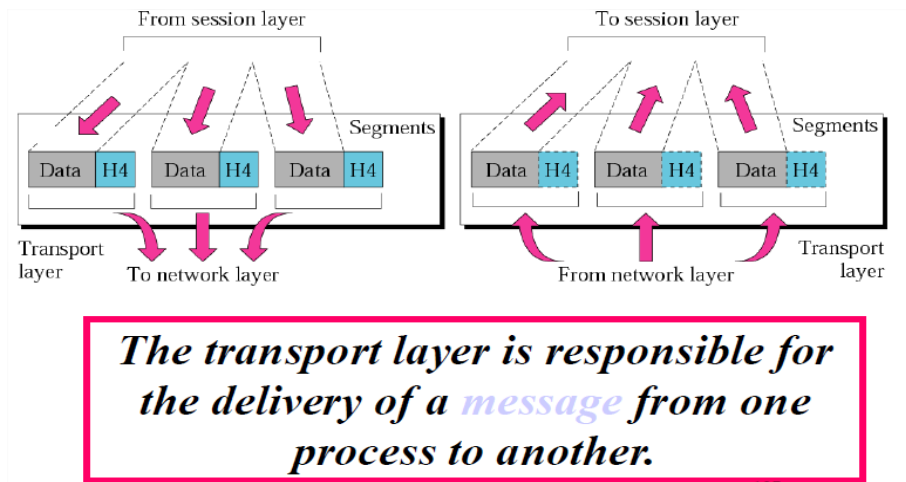 From session layer
Segments
Data H4 Data H4 Data H4
Transport
layer
To network layer
To session layer
Segments
Data H4 Data H4 Data H4
From network layer
Transport
layer
The transport layer is responsible for
the delivery of a message from one
process to another.